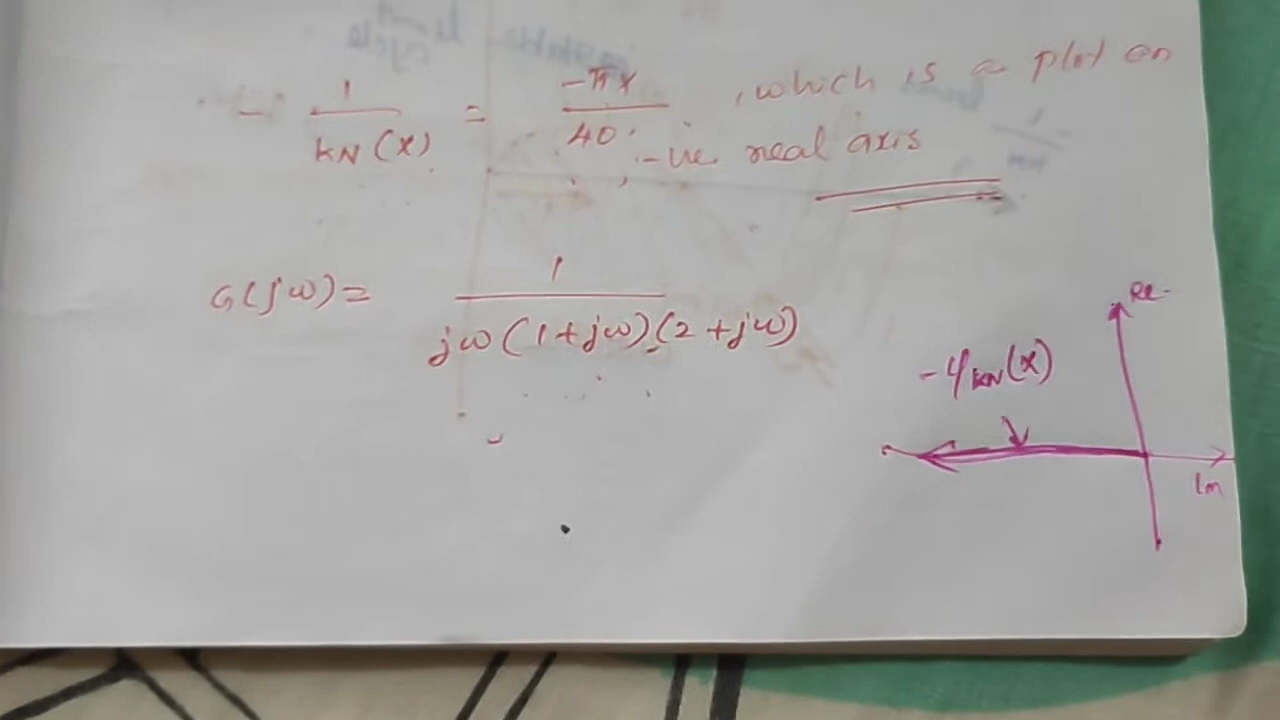 - 1/KN(X) = -πX/40, which is a plot on
-ve real axis
G(jω) = 1/jω(1+jω)(2+jω)
Re
-1/KN(X)
Im